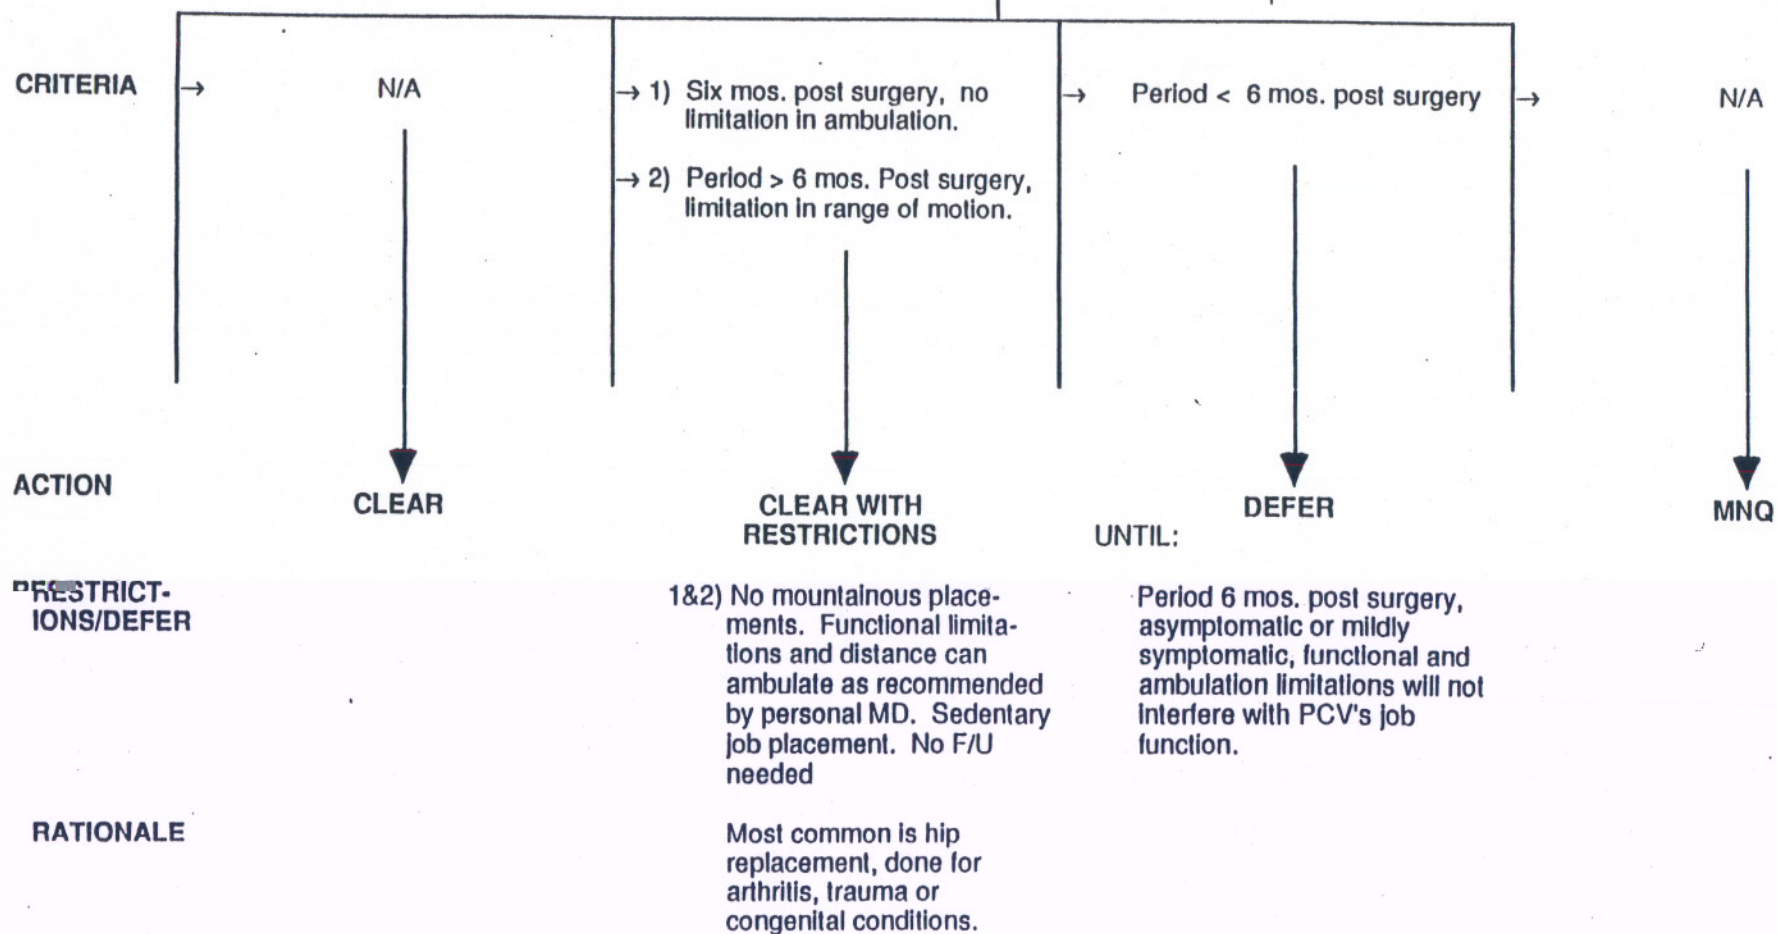 CRITERIA → N/A
→ 1) Six mos. post surgery, no
limitation in ambulation.
→ 2) Period > 6 mos. Post surgery,
limitation in range of motion.
→ Period < 6 mos. post surgery
→ N/A
ACTION
CLEAR
CLEAR WITH
RESTRICTIONS
DEFER
UNTIL:
MNQ
RESTRICT-
IONS/DEFER
1&2) No mountainous place-
ments. Functional limita-
tions and distance can
ambulate as recommended
by personal MD. Sedentary
job placement. No F/U
needed
Period 6 mos. post surgery,
asymptomatic or mildly
symptomatic, functional and
ambulation limitations will not
interfere with PCV's job
function.
RATIONALE
Most common is hip
replacement, done for
arthritis, trauma or
congenital conditions.